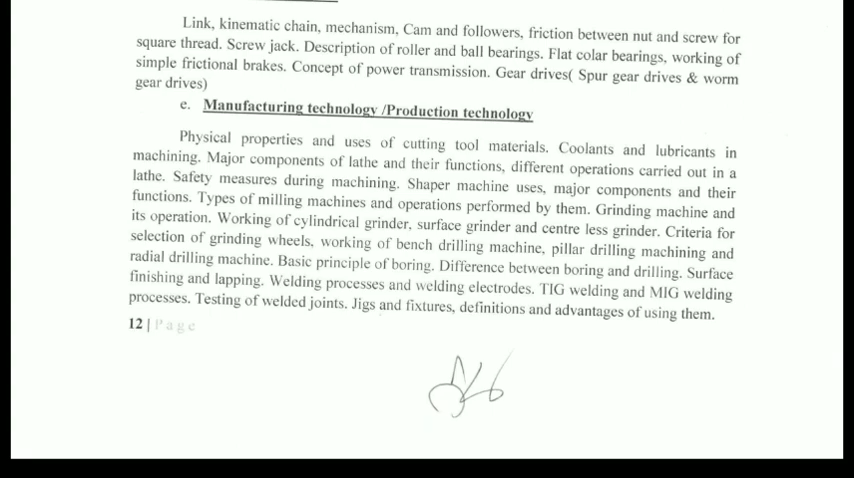 Link, kinematic chain, mechanism, Cam and followers, friction between nut and screw for
square thread. Screw jack. Description of roller and ball bearings. Flat colar bearings, working of
simple frictional brakes. Concept of power transmission. Gear drives( Spur gear drives & worm
gear drives)
e. Manufacturing technology /Production technology
Physical properties and uses of cutting tool materials. Coolants and lubricants in
machining. Major components of lathe and their functions, different operations carried out in a
lathe. Safety measures during machining. Shaper machine uses, major components and their
functions. Types of milling machines and operations performed by them. Grinding machine and
its operation. Working of cylindrical grinder, surface grinder and centre less grinder. Criteria for
selection of grinding wheels, working of bench drilling machine, pillar drilling machining and
radial drilling machine. Basic principle of boring. Difference between boring and drilling. Surface
finishing and lapping. Welding processes and welding electrodes. TIG welding and MIG welding
processes. Testing of welded joints. Jigs and fixtures, definitions and advantages of using them.
12 | Page